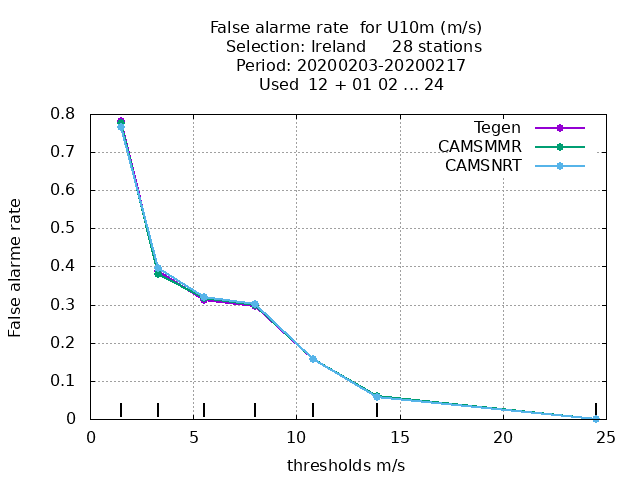 False alarme rate  for U10m (m/s)
Selection: Ireland     28 stations
Period: 20200203-20200217
Used  12 + 01 02 ... 24
Tegen
CAMSMMR
CAMSNRT
False alarme rate
0.8
0.7
0.6
0.5
0.4
0.3
0.2
0.1
0
0 5 10 15 20 25
thresholds m/s